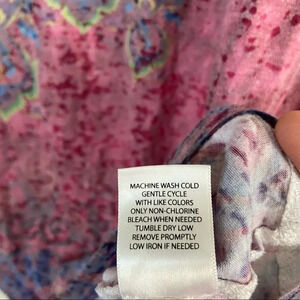 MACHINE WASH COLD
GENTLE CYCLE
WITH LIKE COLORS
ONLY NON-CHLORINE
BLEACH WHEN NEEDED
TUMBLE DRY LOW
REMOVE PROMPTLY
LOW IRON IF NEEDED